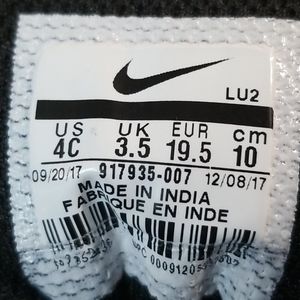 LU2
US UK EUR cm
4C 3.5 19.5 10
09/20/17 917935-007 12/08/17
MADE IN INDIA
FABRIQUE EN INDE